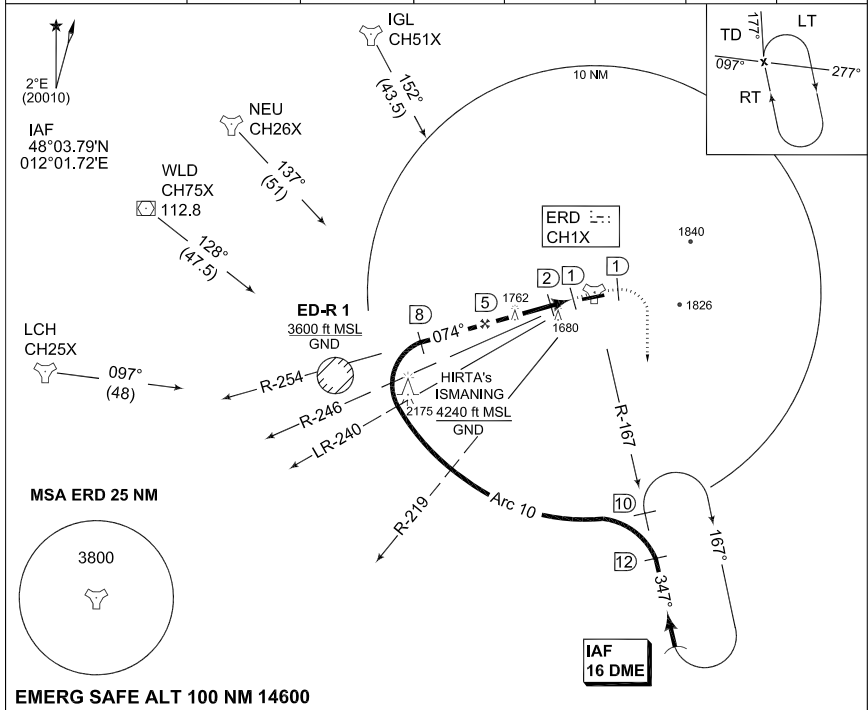 IGL
CH51X
152°
(43.5)
10 NM
177°
LT
TD
097°
277°
RT
2°E
(20010)
IAF
48°03.79'N
012°01.72'E
NEU
CH26X
137°
(51)
WLD
CH75X
112.8
128°
(47.5)
ERD
CH1X
1840
1826
LCH
CH25X
097°
(48)
ED-R 1
3600 ft MSL
GND
8
074°
5
1762
2
1
1
1680
R-254
R-246
LR-240
R-219
HIRTA's
ISMANING
4240 ft MSL
GND
2175
R-167
Arc 10
10
12
167°
347°
IAF
16 DME
MSA ERD 25 NM
3800
EMERG SAFE ALT 100 NM 14600